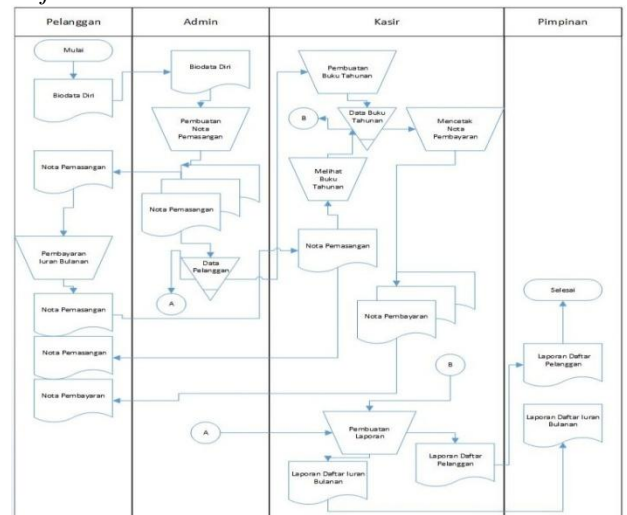 Pelanggan
Admin
Kasir
Pimpinan
Mulai
Biodata Diri
Nota Pemasangan
Pembayaran
Iuran Bulanan
Nota Pemasangan
Nota Pemasangan
Nota Pembayaran
Biodata Diri
Pembuatan
Nota
Pemasangan
Nota Pemasangan
Data
Pelanggan
A
Pembuatan
Buku Tahunan
B
Data Buku
Tahunan
Mencatak
Nota
Pembayaran
Melihat
Buku
Tahunan
Nota Pemasangan
Nota Pembayaran
B
A
Pembuatan
Laporan
Laporan Daftar Iuran
Bulanan
Laporan Daftar
Pelanggan
Selesai
Laporan Daftar
Pelanggan
Laporan Daftar Iuran
Bulanan